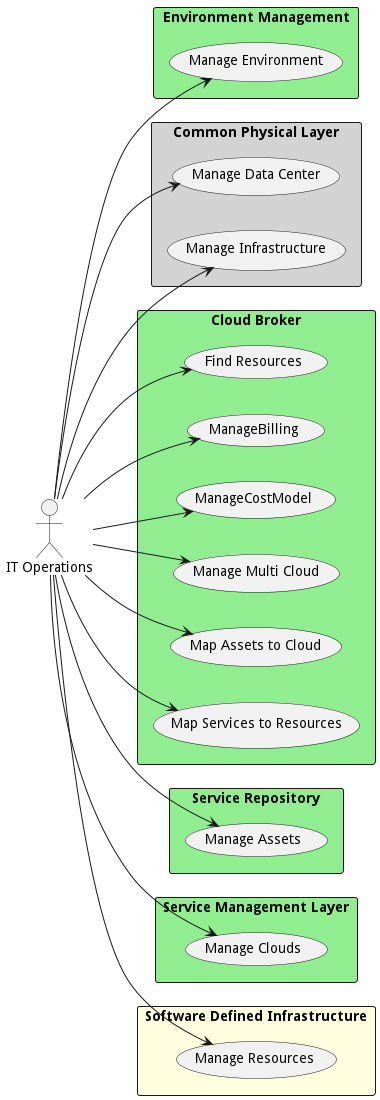 Environment Management
Manage Environment
Common Physical Layer
Manage Data Center
Manage Infrastructure
Cloud Broker
Find Resources
ManageBilling
ManageCostModel
Manage Multi Cloud
IT Operations
Map Assets to Cloud
Map Services to Resources
Service Repository
Manage Assets
Service Management Layer
Manage Clouds
Software Defined Infrastructure
Manage Resources